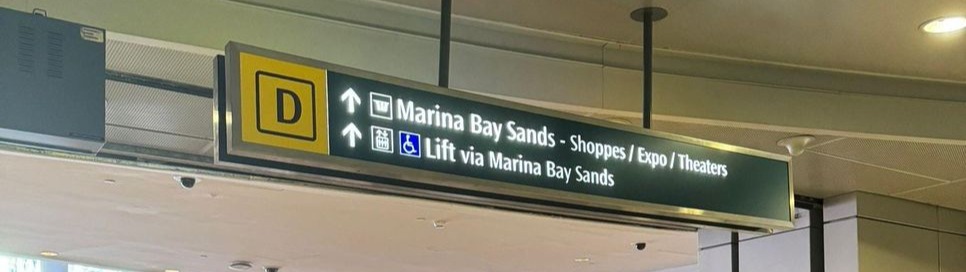 D
Marina Bay Sands - Shoppes / Expo / Theaters
Lift via Marina Bay Sands